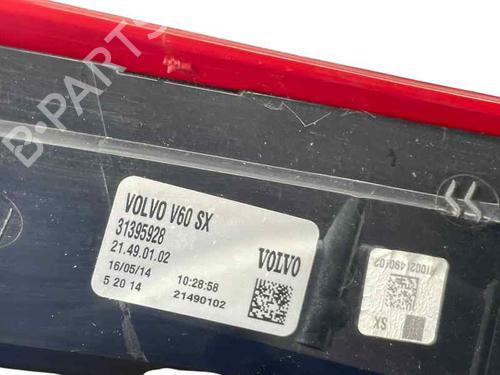 B-PARTS
VOLVO V60 SX
31395928
21.49.01.02
16/05/14 10:28:58
5 20 14 21490102
VOLVO
SX